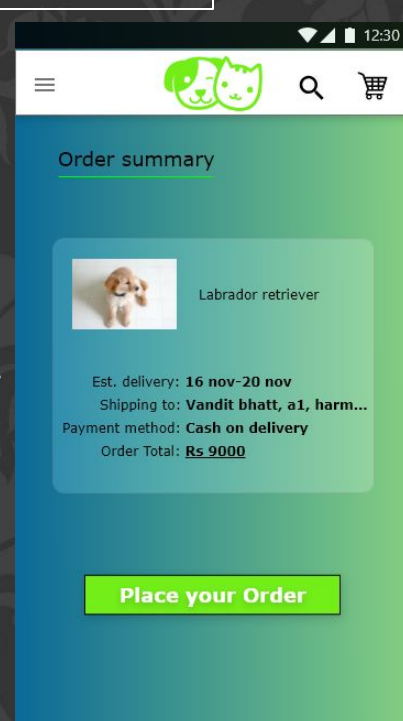 12:30
Order summary
Labrador retriever
Est. delivery: 16 nov-20 nov
Shipping to: Vandit bhatt, a1, harm...
Payment method: Cash on delivery
Order Total: Rs 9000
Place your Order